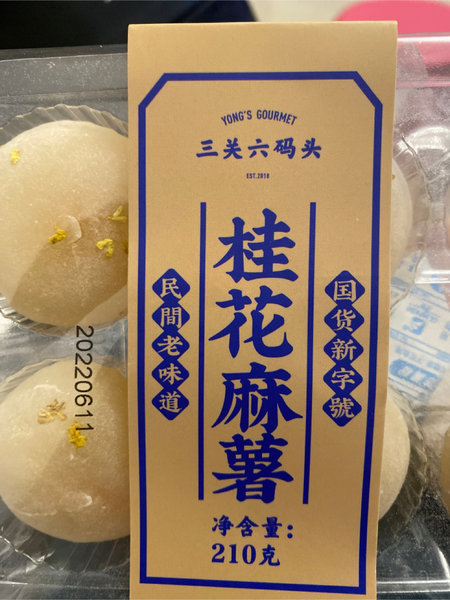 YONG'S GOURMET
三关六码头
EST.2018
桂花麻薯
国货新字號
民間老味道
净含量:
210克
20220611